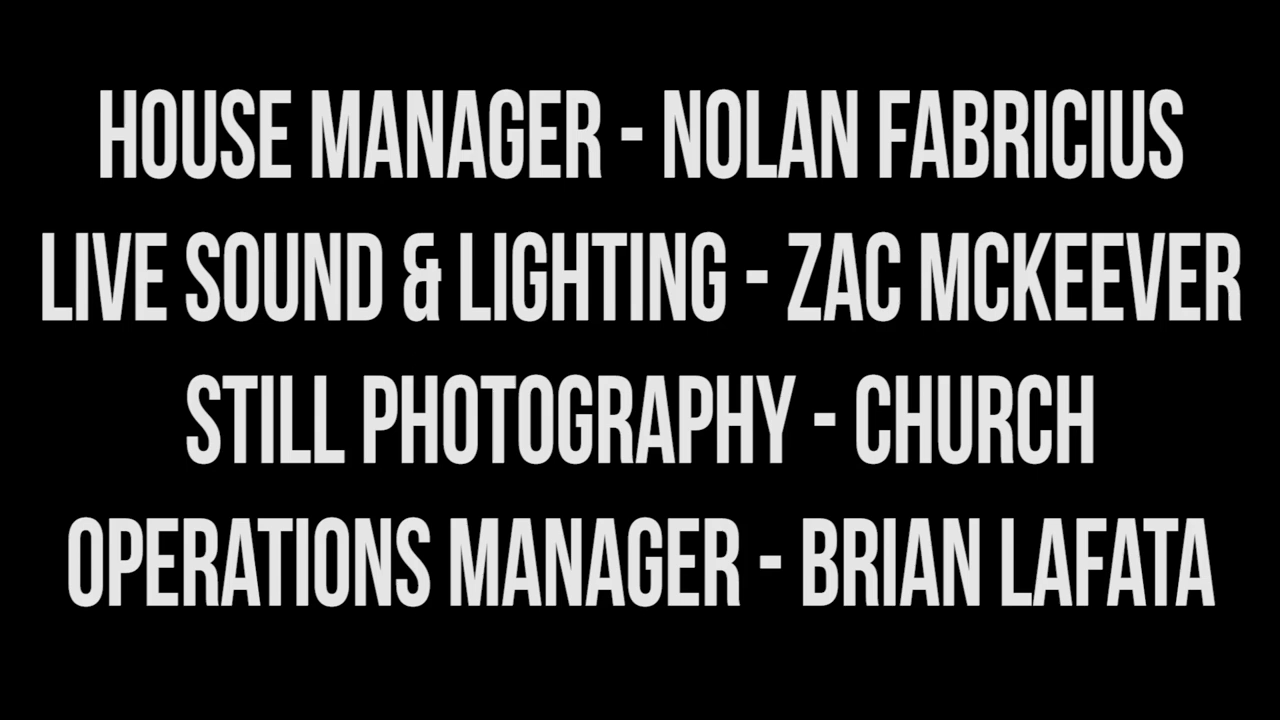 HOUSE MANAGER - NOLAN FABRICIUS
LIVE SOUND & LIGHTING - ZAC MCKEEVER
STILL PHOTOGRAPHY - CHURCH
OPERATIONS MANAGER - BRIAN LAFATA